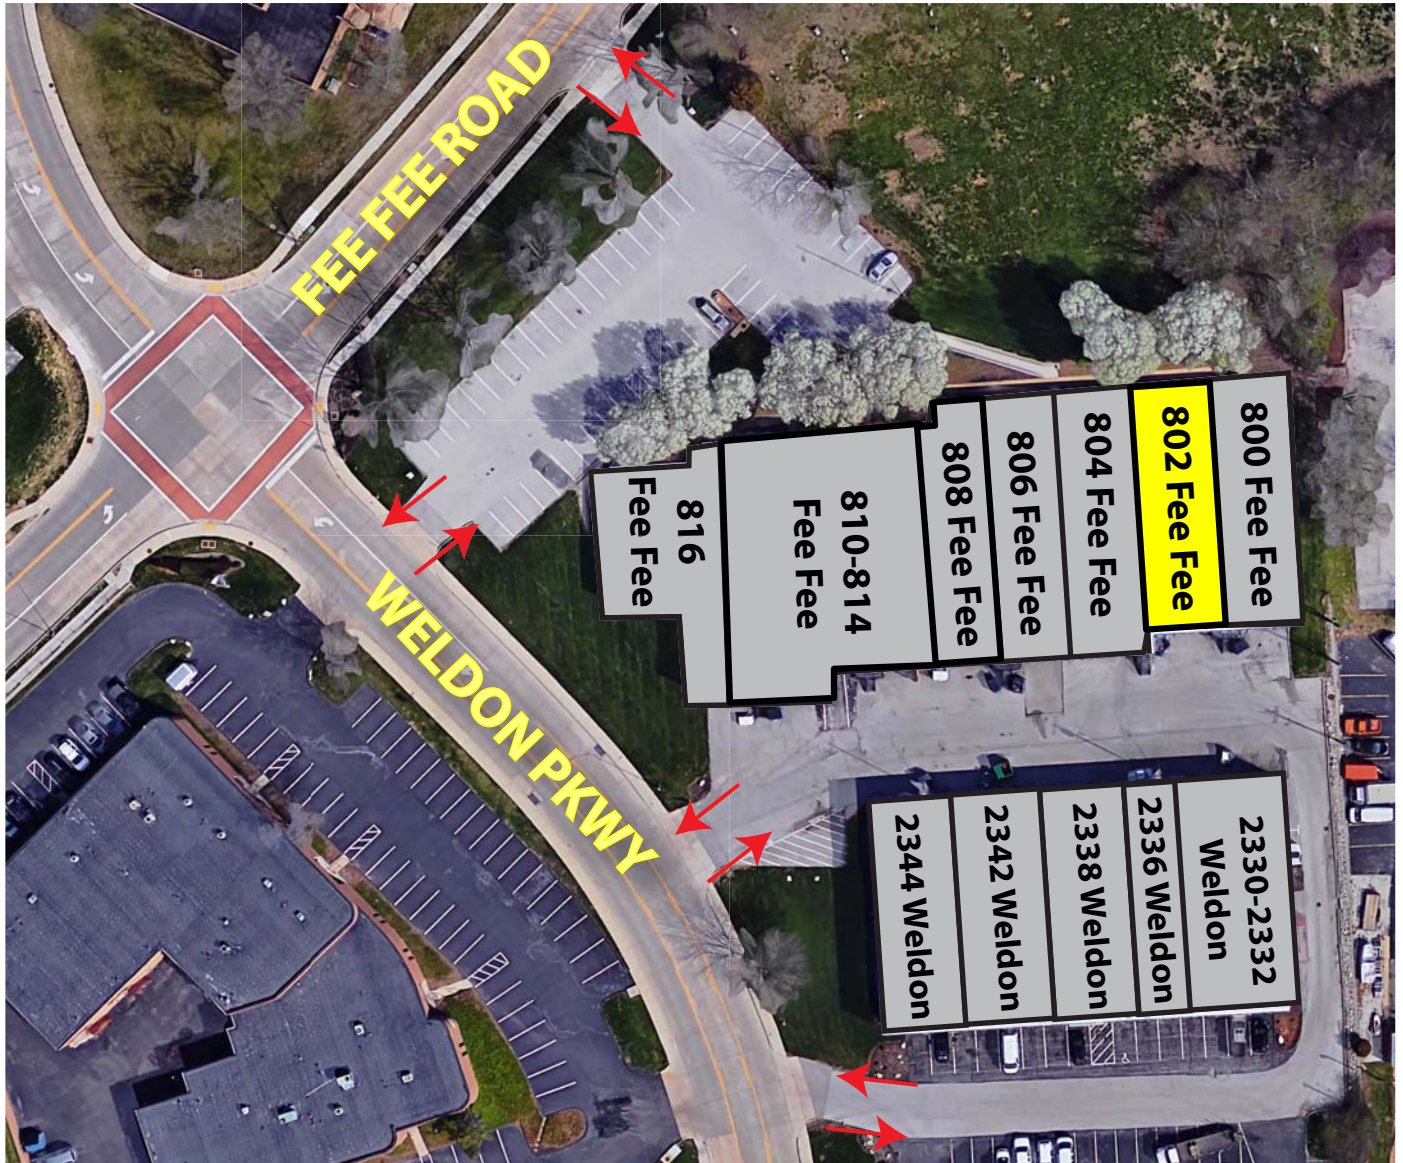 FEE FEE ROAD
WELDON PKWY
816
Fee Fee
810-814
Fee Fee
808 Fee Fee
806 Fee Fee
804 Fee Fee
802 Fee Fee
800 Fee Fee
2344 Weldon
2342 Weldon
2338 Weldon
2336 Weldon
2330-2332
Weldon